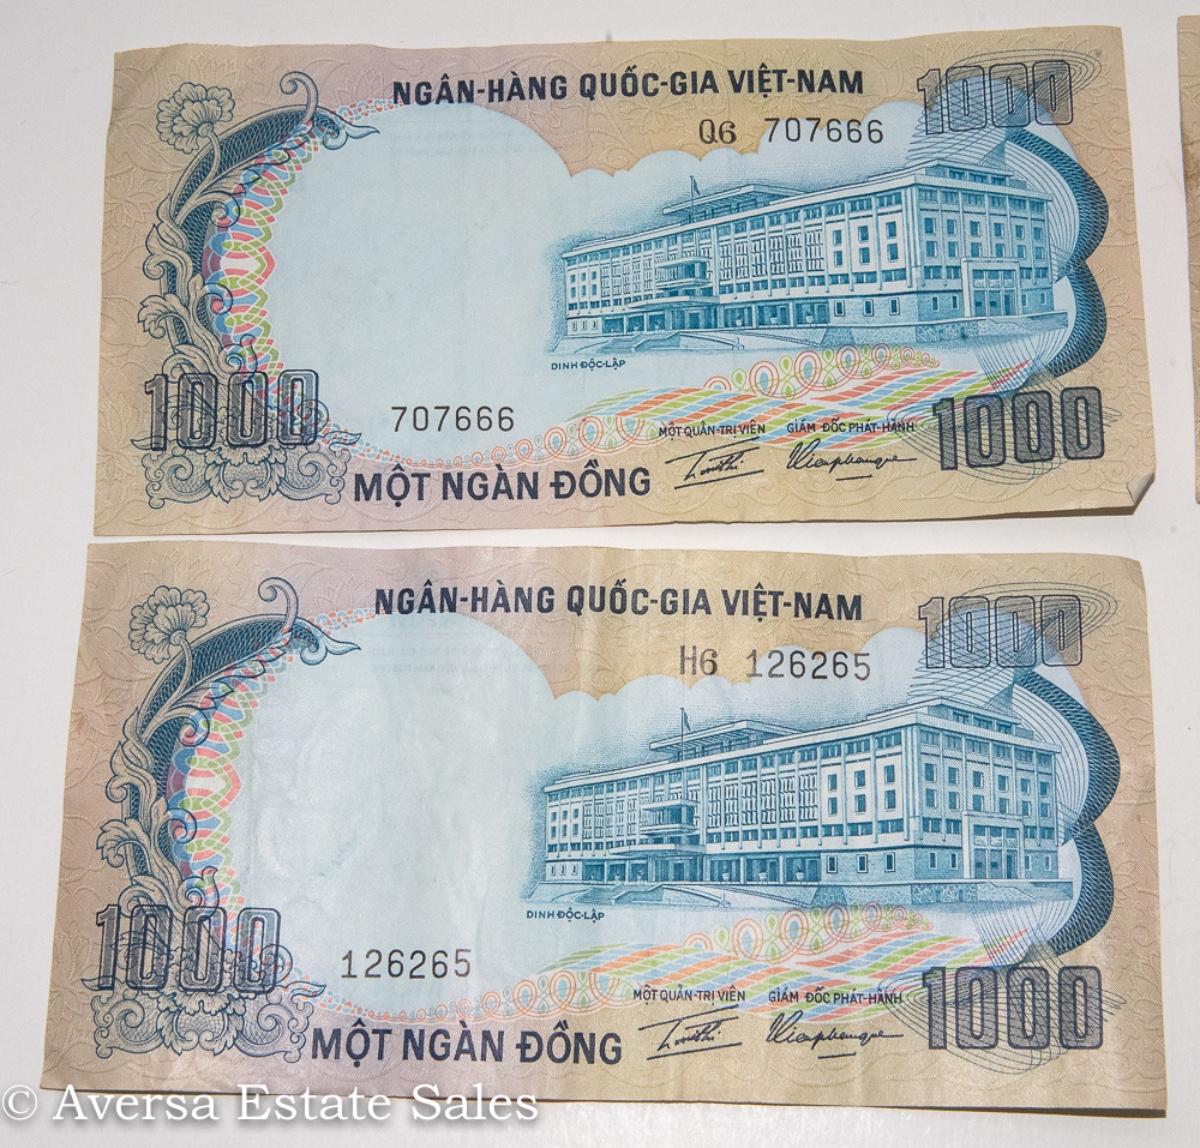 NGÂN-HÀNG QUỐC-GIA VIỆT-NAM
1000
Q6 707666
DINH ĐỘC-LẬP
1000
707666
MỘT QUẢN-TRỊ VIÊN
GIÁM ĐỐC PHÁT-HÀNH
1000
MỘT NGÀN ĐỒNG
NGÂN-HÀNG QUỐC-GIA VIỆT-NAM
1000
H6 126265
DINH ĐỘC-LẬP
1000
126265
MỘT QUẢN-TRỊ VIÊN
GIÁM ĐỐC PHÁT-HÀNH
1000
MỘT NGÀN ĐỒNG
© Aversa Estate Sales